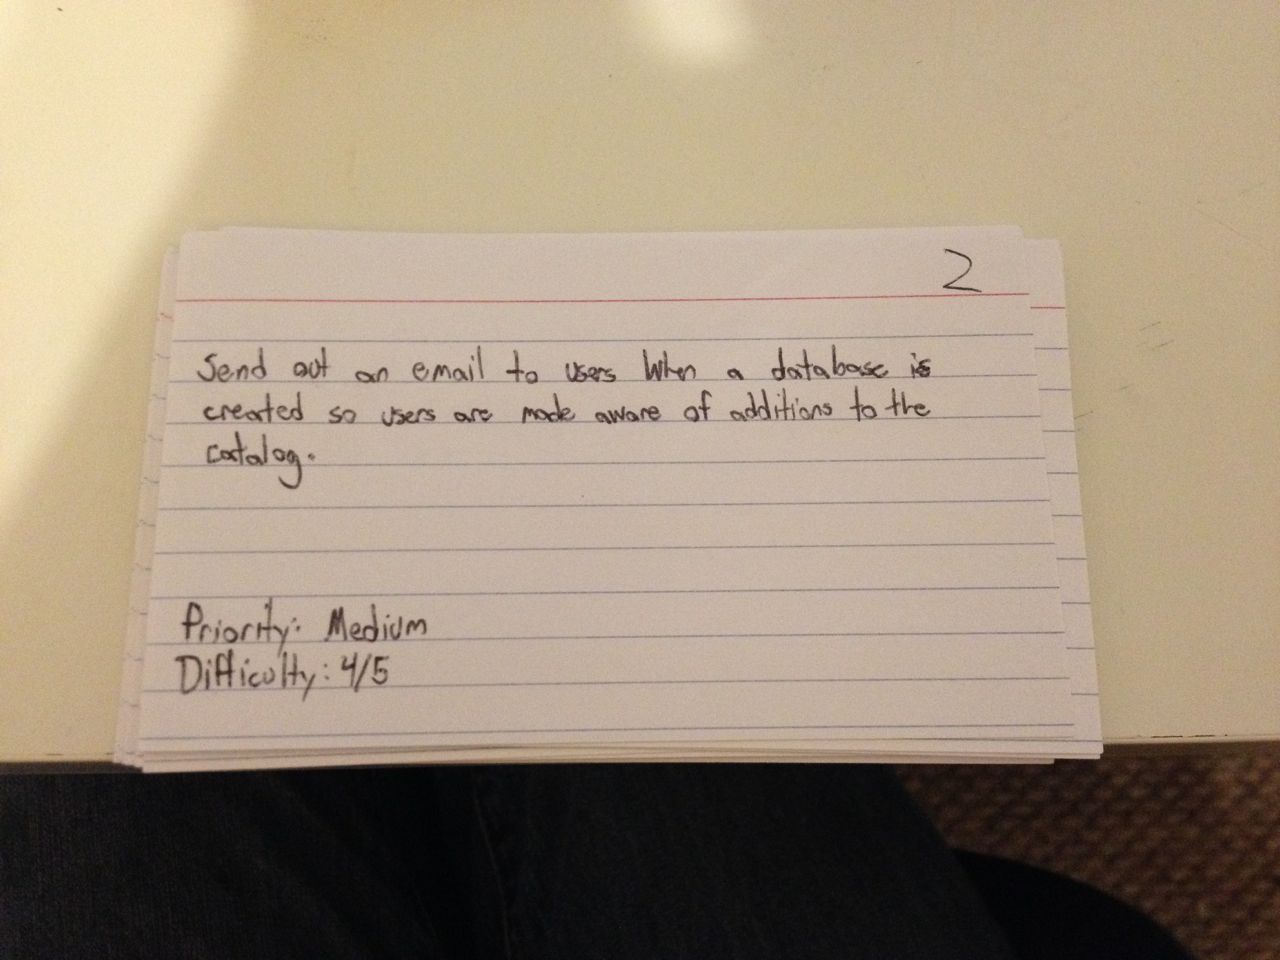 2
Send out an email to users when a database is
created so users are made aware of additions to the
catalog.
Priority: Medium
Difficulty: 4/5